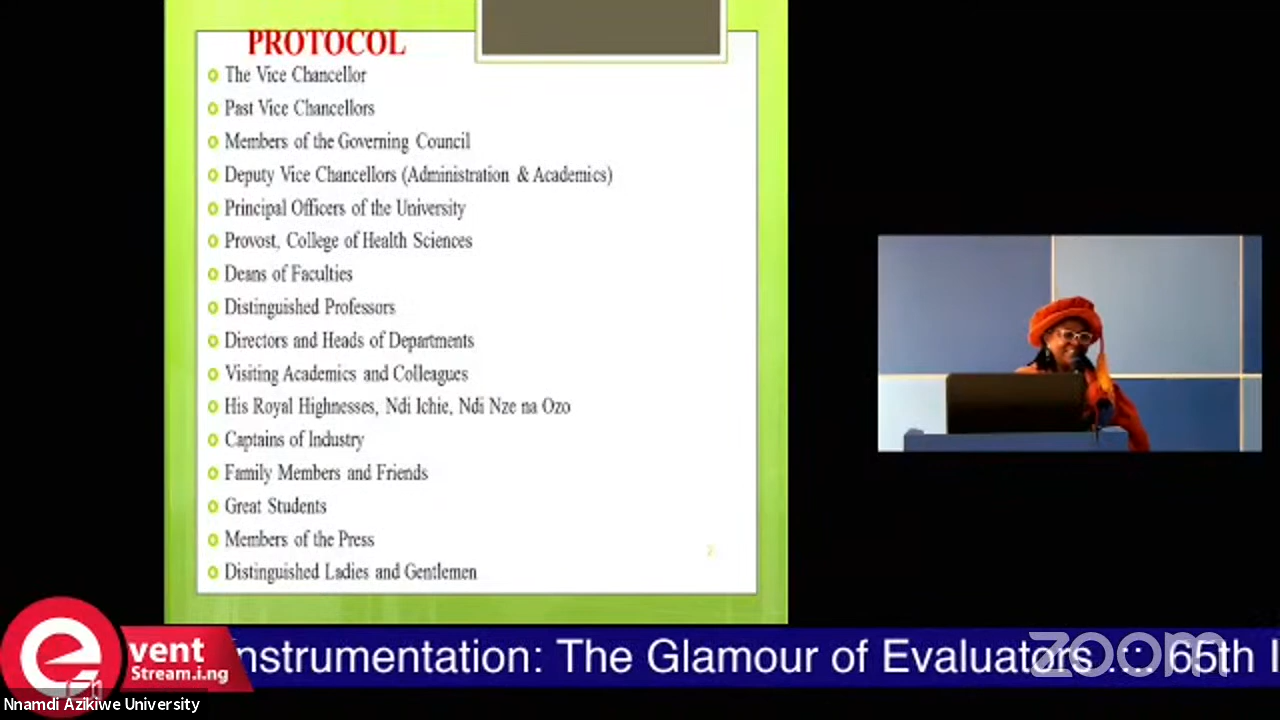 PROTOCOL
The Vice Chancellor
Past Vice Chancellors
Members of the Governing Council
Deputy Vice Chancellors (Administration & Academics)
Principal Officers of the University
Provost, College of Health Sciences
Deans of Faculties
Distinguished Professors
Directors and Heads of Departments
Visiting Academics and Colleagues
His Royal Highnesses, Ndi Ichie, Ndi Nze na Ozo
Captains of Industry
Family Members and Friends
Great Students
Members of the Press
2
Distinguished Ladies and Gentlemen
event
Stream.i.ng
nstrumentation: The Glamour of Evaluators .:. 65th I
zoom
Nnamdi Azikiwe University